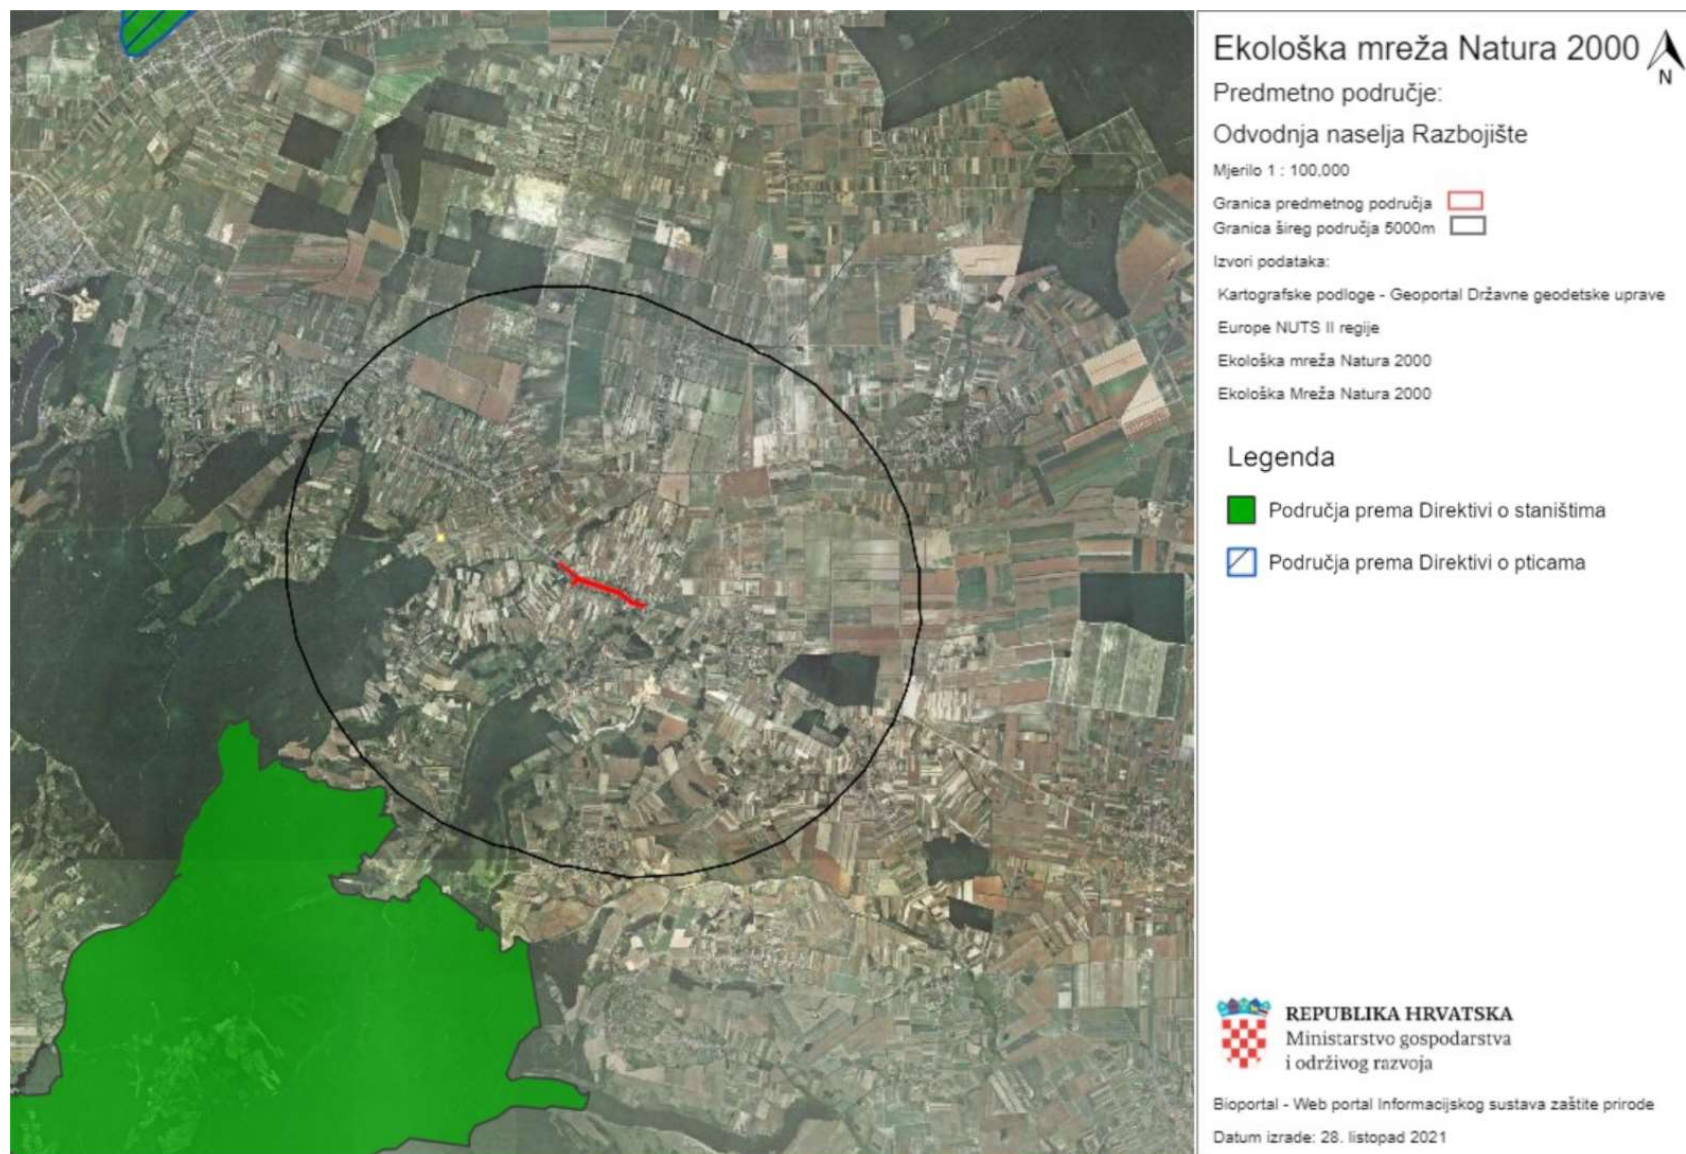 Ekološka mreža Natura 2000
N
Predmetno područje:
Odvodnja naselja Razbojište
Mjerilo 1 : 100,000
Granica predmetnog područja
Granica šireg područja 5000m
Izvori podataka:
Kartografske podloge - Geoportal Državne geodetske uprave
Europe NUTS II regije
Ekološka mreža Natura 2000
Ekološka Mreža Natura 2000
Legenda
Područja prema Direktivi o staništima
Područja prema Direktivi o pticama
REPUBLIKA HRVATSKA
Ministarstvo gospodarstva
i održivog razvoja
Bioportal - Web portal Informacijskog sustava zaštite prirode
Datum izrade: 28. listopad 2021